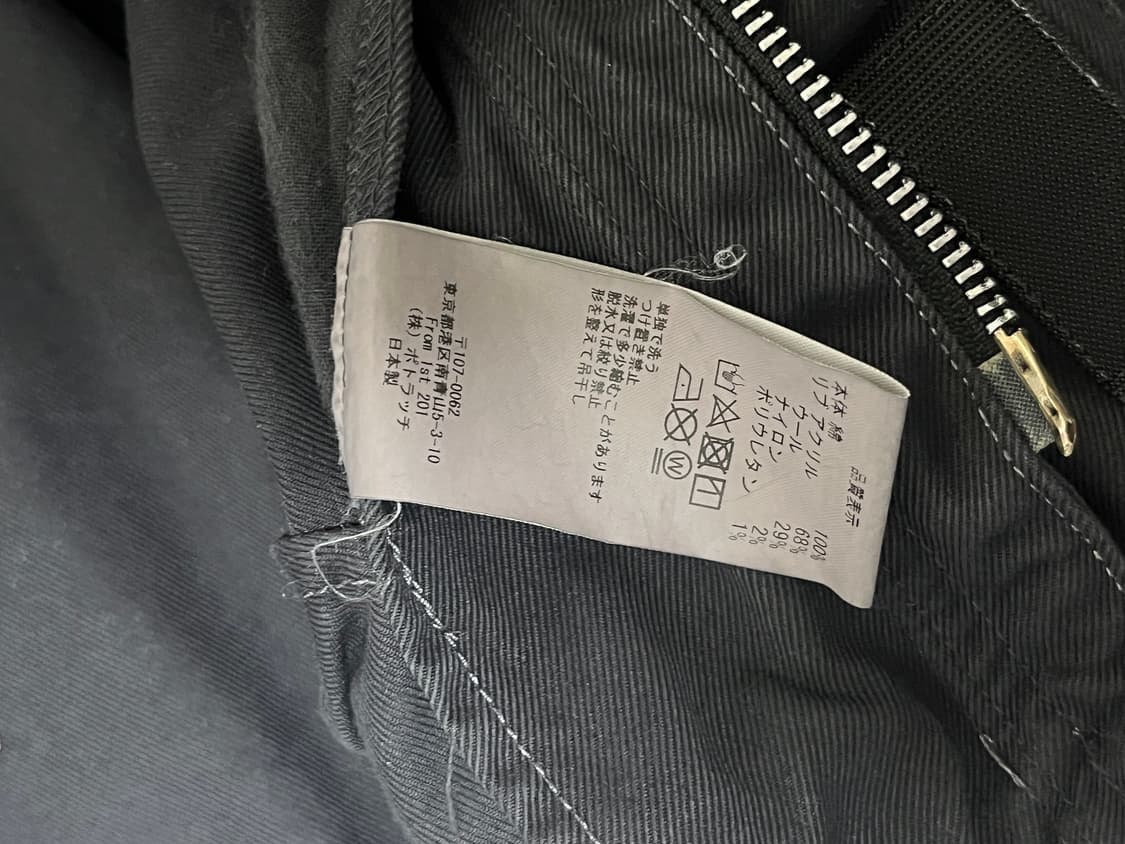 品質表示
本体 綿 100%
リブ アクリル 68%
ウール 29%
ナイロン 2%
ポリウレタン 1%
W
単独で洗う
つけ置き禁止
洗濯で多少縮むことがあります
脱水又は絞り禁止
形を整えて吊干し
〒107-0062
東京都港区南青山5-3-10
From 1st 201
(株) ポトラッチ
日本製